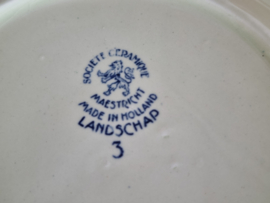 SOCIETE CERAMIQUE
MAESTRICHT
MADE IN HOLLAND
LANDSCHAP
3